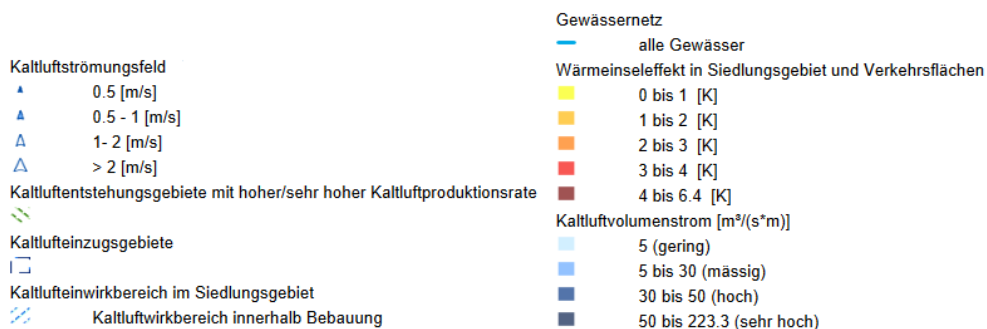 Kaltluftströmungsfeld
0.5 [m/s]
0.5 - 1 [m/s]
1- 2 [m/s]
> 2 [m/s]
Kaltluftentstehungsgebiete mit hoher/sehr hoher Kaltluftproduktionsrate
Kaltlufteinzugsgebiete
Kaltlufteinwirkbereich im Siedlungsgebiet
Kaltluftwirkbereich innerhalb Bebauung
Gewässernetz
alle Gewässer
Wärmeinseleffekt in Siedlungsgebiet und Verkehrsflächen
0 bis 1 [K]
1 bis 2 [K]
2 bis 3 [K]
3 bis 4 [K]
4 bis 6.4 [K]
Kaltluftvolumenstrom [m³/(s*m)]
5 (gering)
5 bis 30 (mässig)
30 bis 50 (hoch)
50 bis 223.3 (sehr hoch)